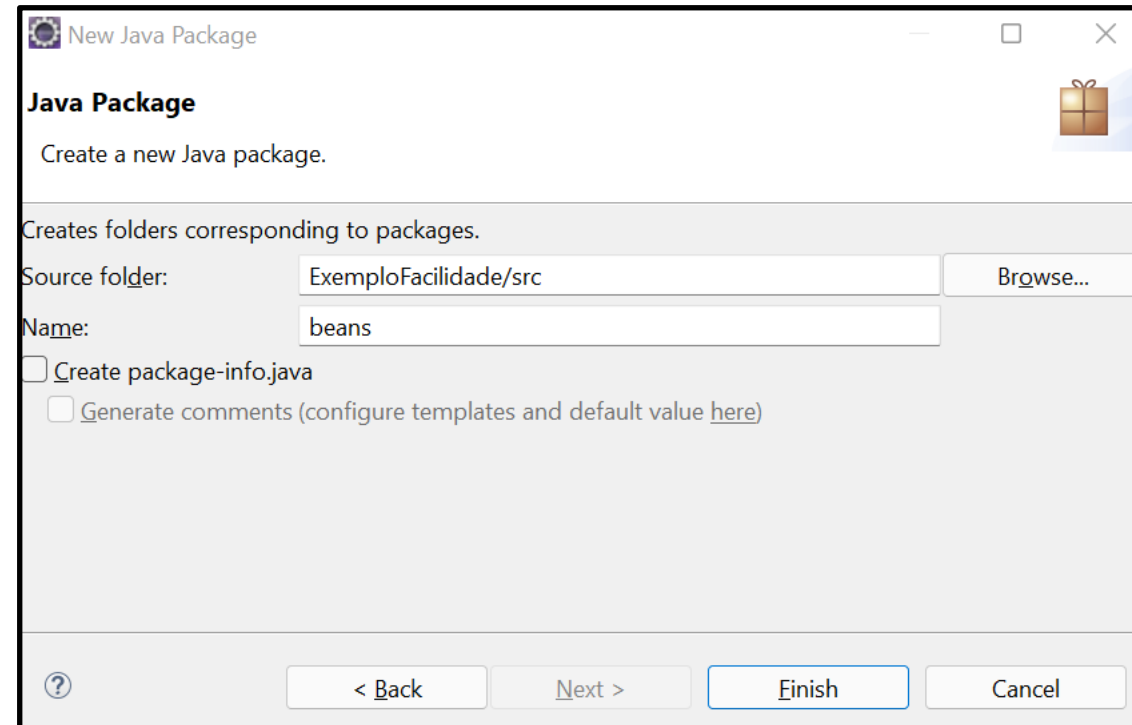 New Java Package
Java Package
Create a new Java package.
Creates folders corresponding to packages.
Source folder: ExemploFacilidade/src Browse...
Name: beans
Create package-info.java
Generate comments (configure templates and default value here)
? < Back Next > Finish Cancel